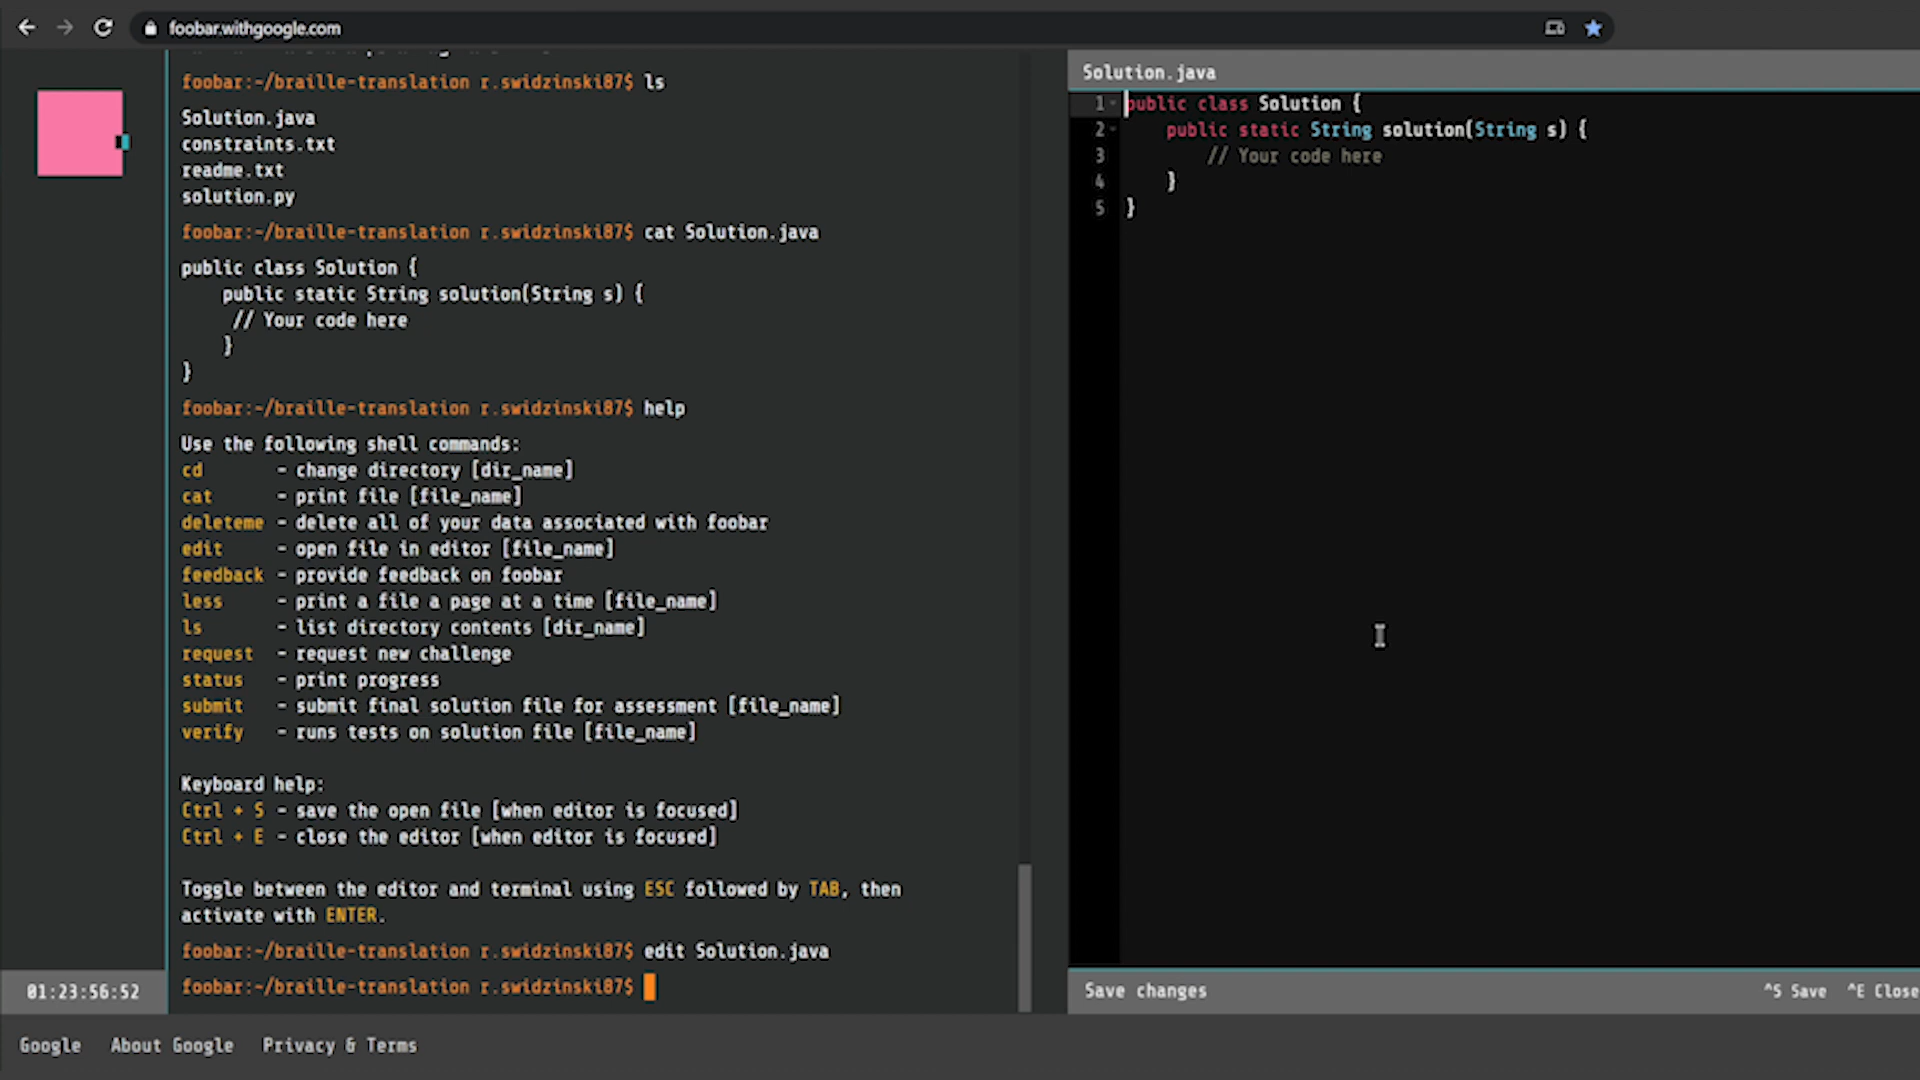 foobar.withgoogle.com
foobar:~/braille-translation r.swidzinski87$ ls
Solution.java
constraints.txt
readme.txt
solution.py
foobar:~/braille-translation r.swidzinski87$ cat Solution.java
public class Solution {
    public static String solution(String s) {
     // Your code here
    }
}
foobar:~/braille-translation r.swidzinski87$ help
Use the following shell commands:
cd       - change directory [dir_name]
cat      - print file [file_name]
deleteme - delete all of your data associated with foobar
edit     - open file in editor [file_name]
feedback - provide feedback on foobar
less     - print a file a page at a time [file_name]
ls       - list directory contents [dir_name]
request  - request new challenge
status   - print progress
submit   - submit final solution file for assessment [file_name]
verify   - runs tests on solution file [file_name]
Keyboard help:
Ctrl + S - save the open file [when editor is focused]
Ctrl + E - close the editor [when editor is focused]
Toggle between the editor and terminal using ESC followed by TAB, then
activate with ENTER.
foobar:~/braille-translation r.swidzinski87$ edit Solution.java
foobar:~/braille-translation r.swidzinski87$
01:23:56:52
Solution.java
1 public class Solution {
2     public static String solution(String s) {
3         // Your code here
4     }
5 }
Save changes
^S Save ^E Close
Google About Google Privacy & Terms